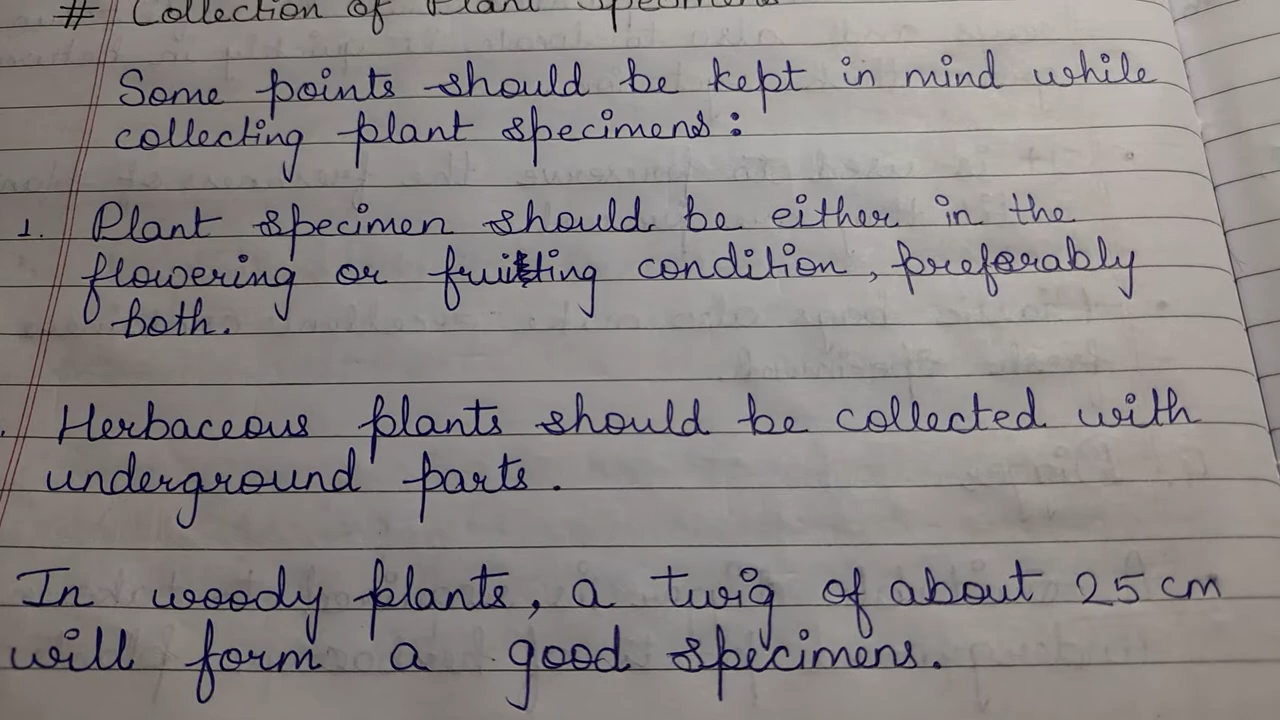 # Collection of Plant Specimens
Some points should be kept in mind while
collecting plant specimens:
1. Plant specimen should be either in the
flowering or fruiting condition, preferably
both.
Herbaceous plants should be collected with
underground parts.
In woody plants, a twig of about 25 cm
will form a good specimens.